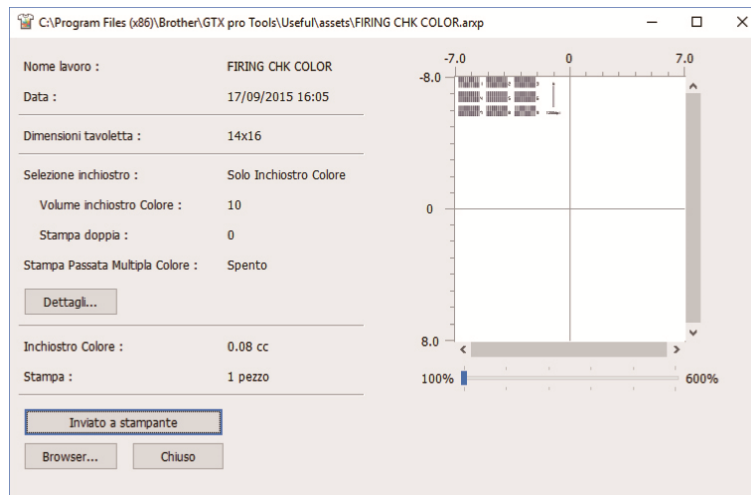 C:\Program Files (x86)\Brother\GTX pro Tools\Useful\assets\FIRING CHK COLOR.arxp
Nome lavoro : FIRING CHK COLOR
Data : 17/09/2015 16:05
Dimensioni tavoletta : 14x16
Selezione inchiostro : Solo Inchiostro Colore
Volume inchiostro Colore : 10
Stampa doppia : 0
Stampa Passata Multipla Colore : Spento
Dettagli...
Inchiostro Colore : 0.08 cc
Stampa : 1 pezzo
Inviato a stampante
Browser... Chiuso
-7.0 0 7.0
-8.0
0
8.0
100% 600%